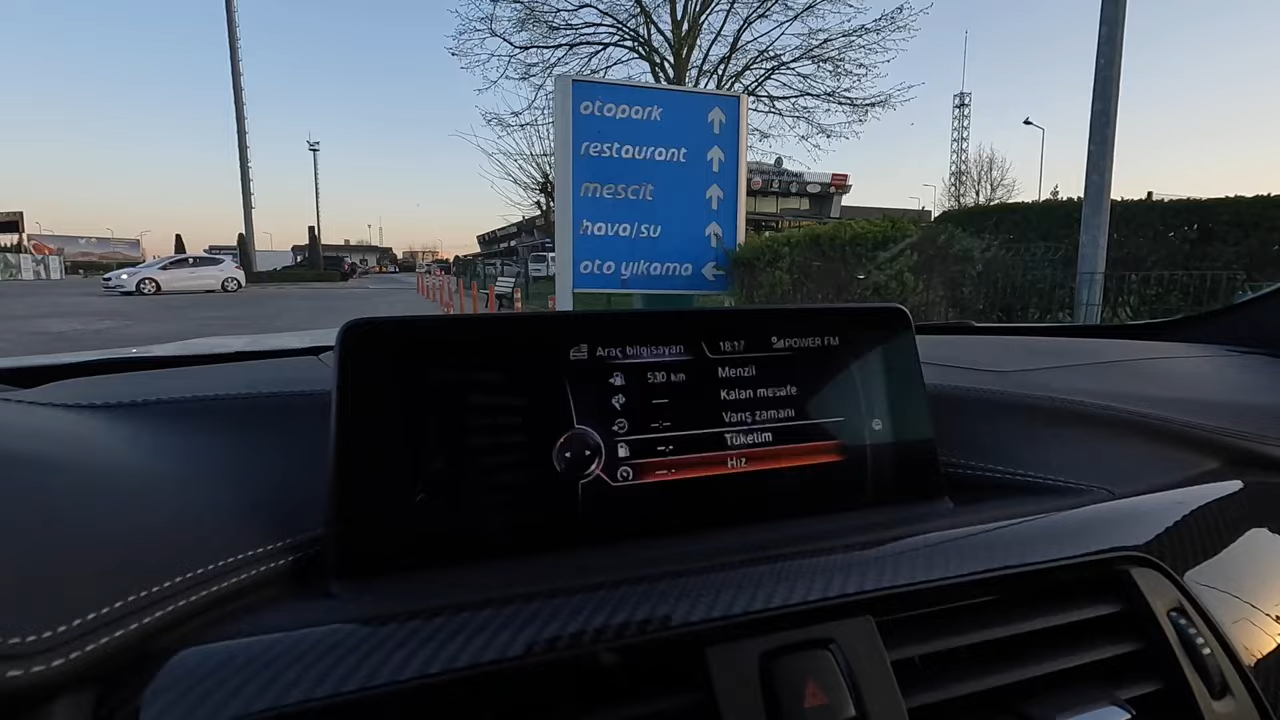 otopark
restaurant
mescit
hava/su
oto yıkama
Araç bilgisayarı 18:17 POWER FM
530 km Menzil
--- Kalan mesafe
--:-- Varış zamanı
--.- Tüketim
---.- Hız